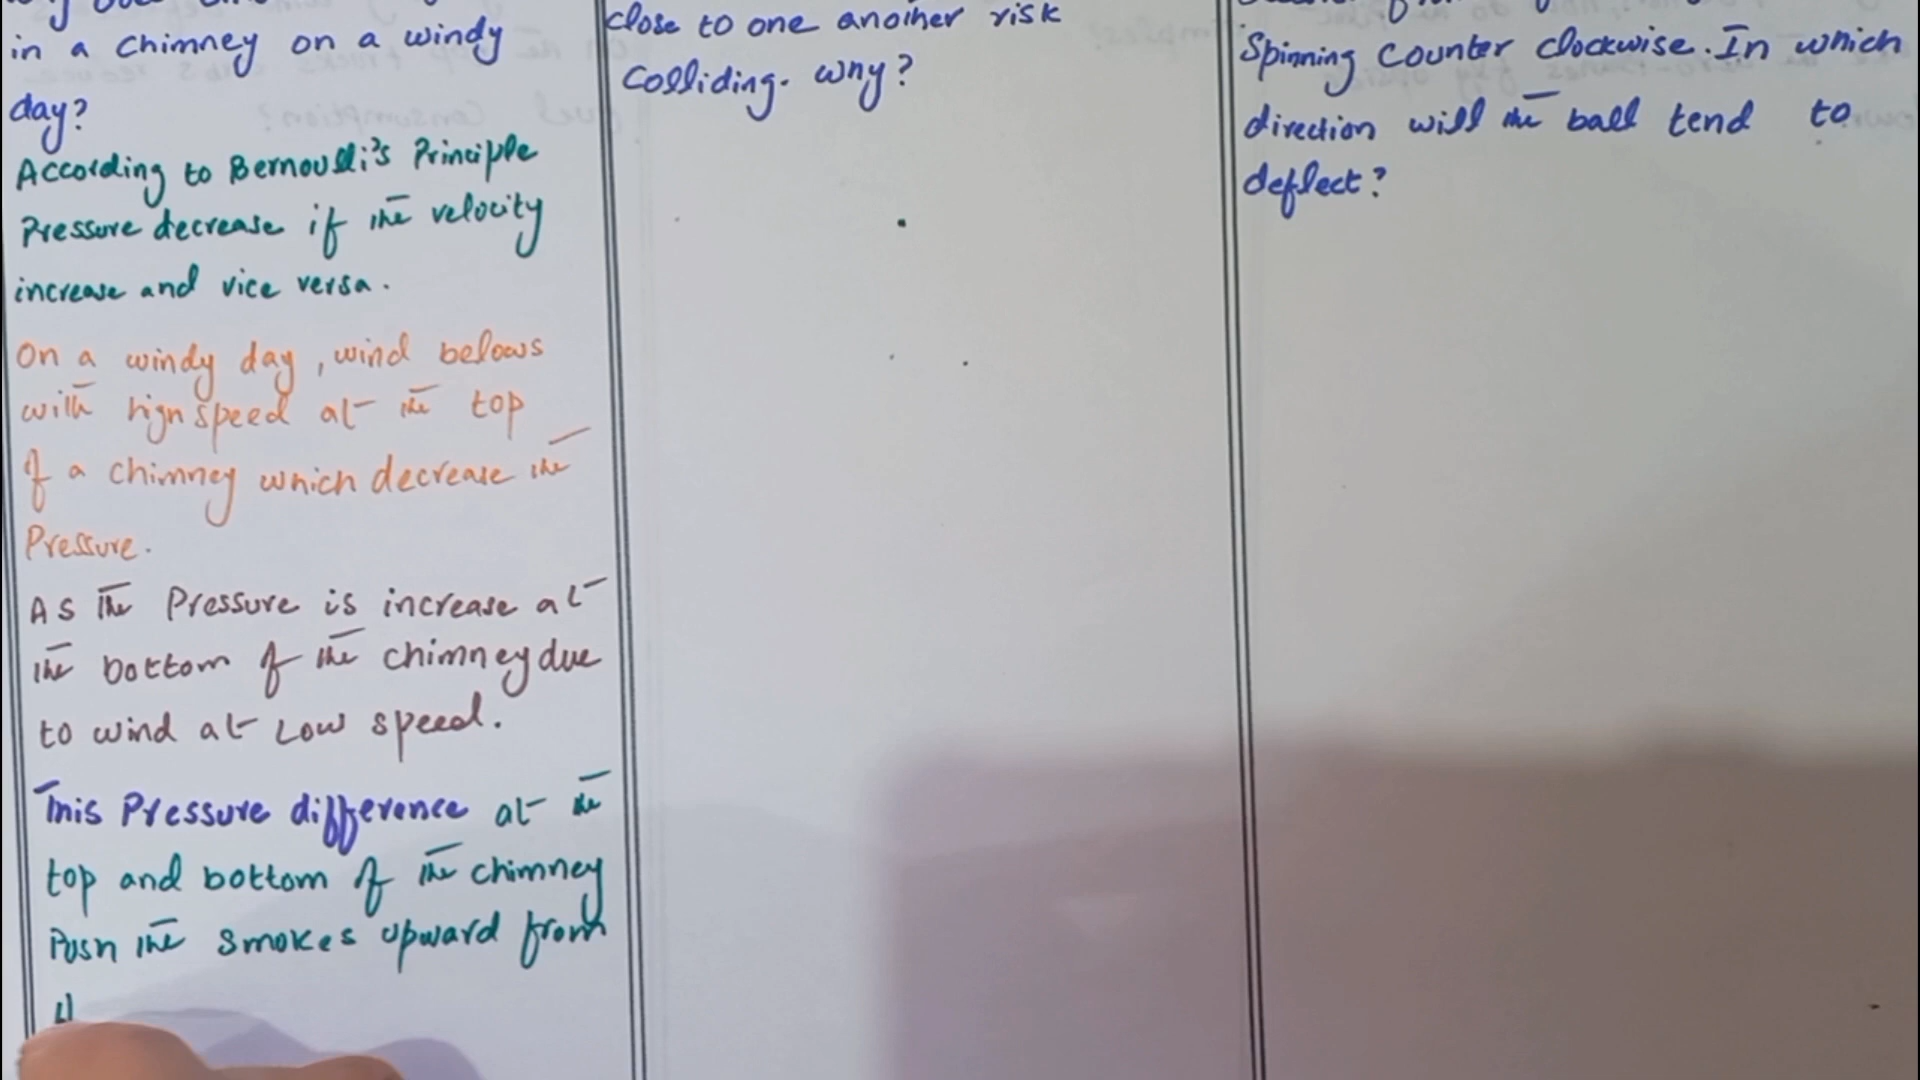 in a chimney on a windy
day?
According to Bernoulli's Principle
Pressure decrease if the velocity
increase and vice versa.
On a windy day, wind belows
with high speed at the top
of a chimney which decrease the
Pressure.
As the Pressure is increase at
the bottom of the chimney due
to wind at Low speed.
This Pressure difference at the
top and bottom of the chimney
Push the smokes upward from
close to one another risk
Colliding. Why?
Spinning Counter clockwise. In which
direction will the ball tend to
deflect?